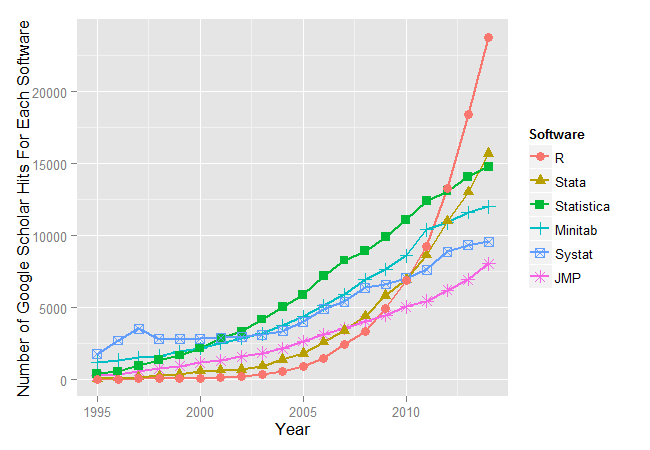 Number of Google Scholar Hits For Each Software
20000
15000
10000
5000
0
1995
2000
2005
2010
Year
Software
R
Stata
Statistica
Minitab
Systat
JMP